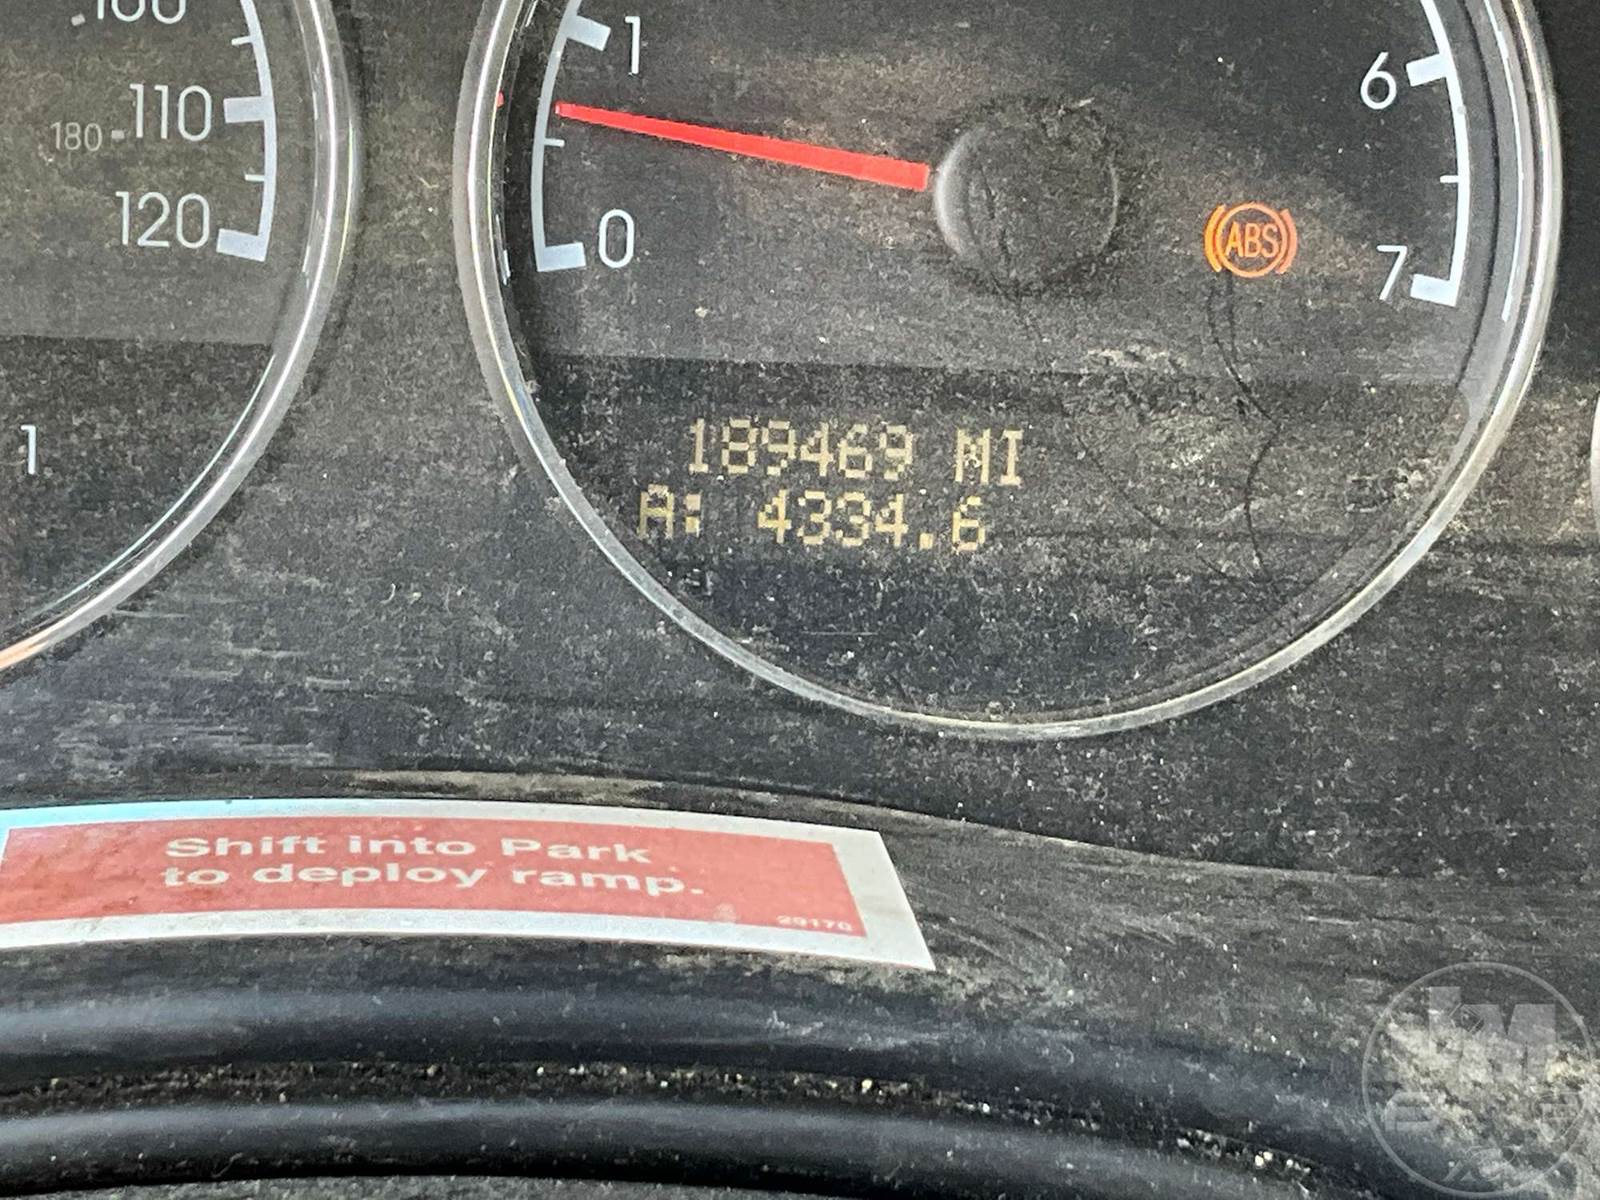 100
110
180
120
1
1
0
6
7
ABS
189469 MI
A: 4334.6
Shift into Park
to deploy ramp.
29170